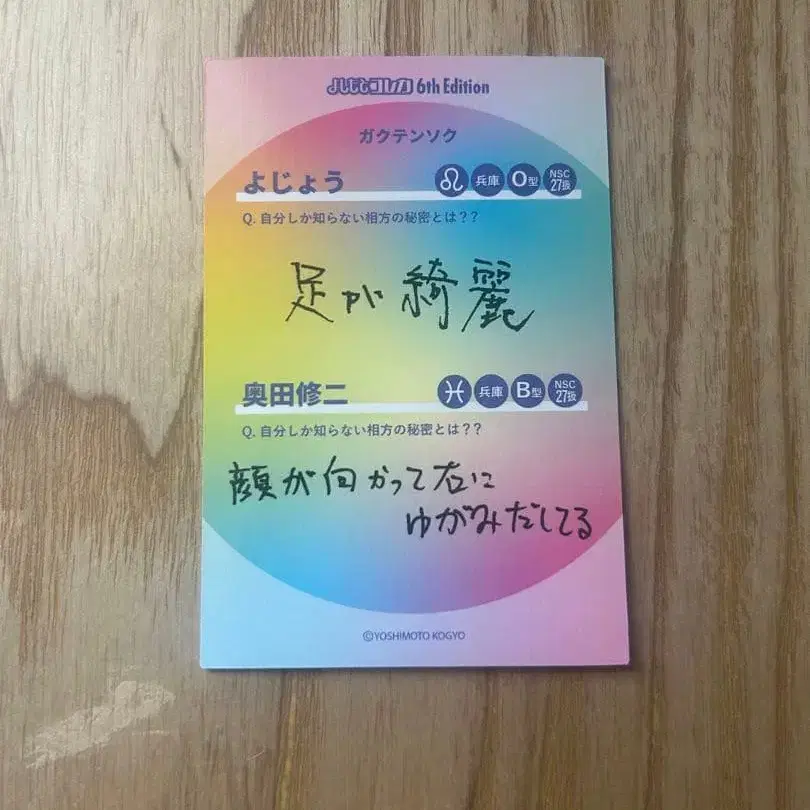 よしもとコレカ 6th Edition
ガクテンソク
よじょう ♌ 兵庫 O型 NSC 27扱
Q. 自分しか知らない相方の秘密とは??
足が綺麗
奥田修二 ♓ 兵庫 B型 NSC 27扱
Q. 自分しか知らない相方の秘密とは??
顔が向かって右に
ゆがみだしてる
©YOSHIMOTO KOGYO